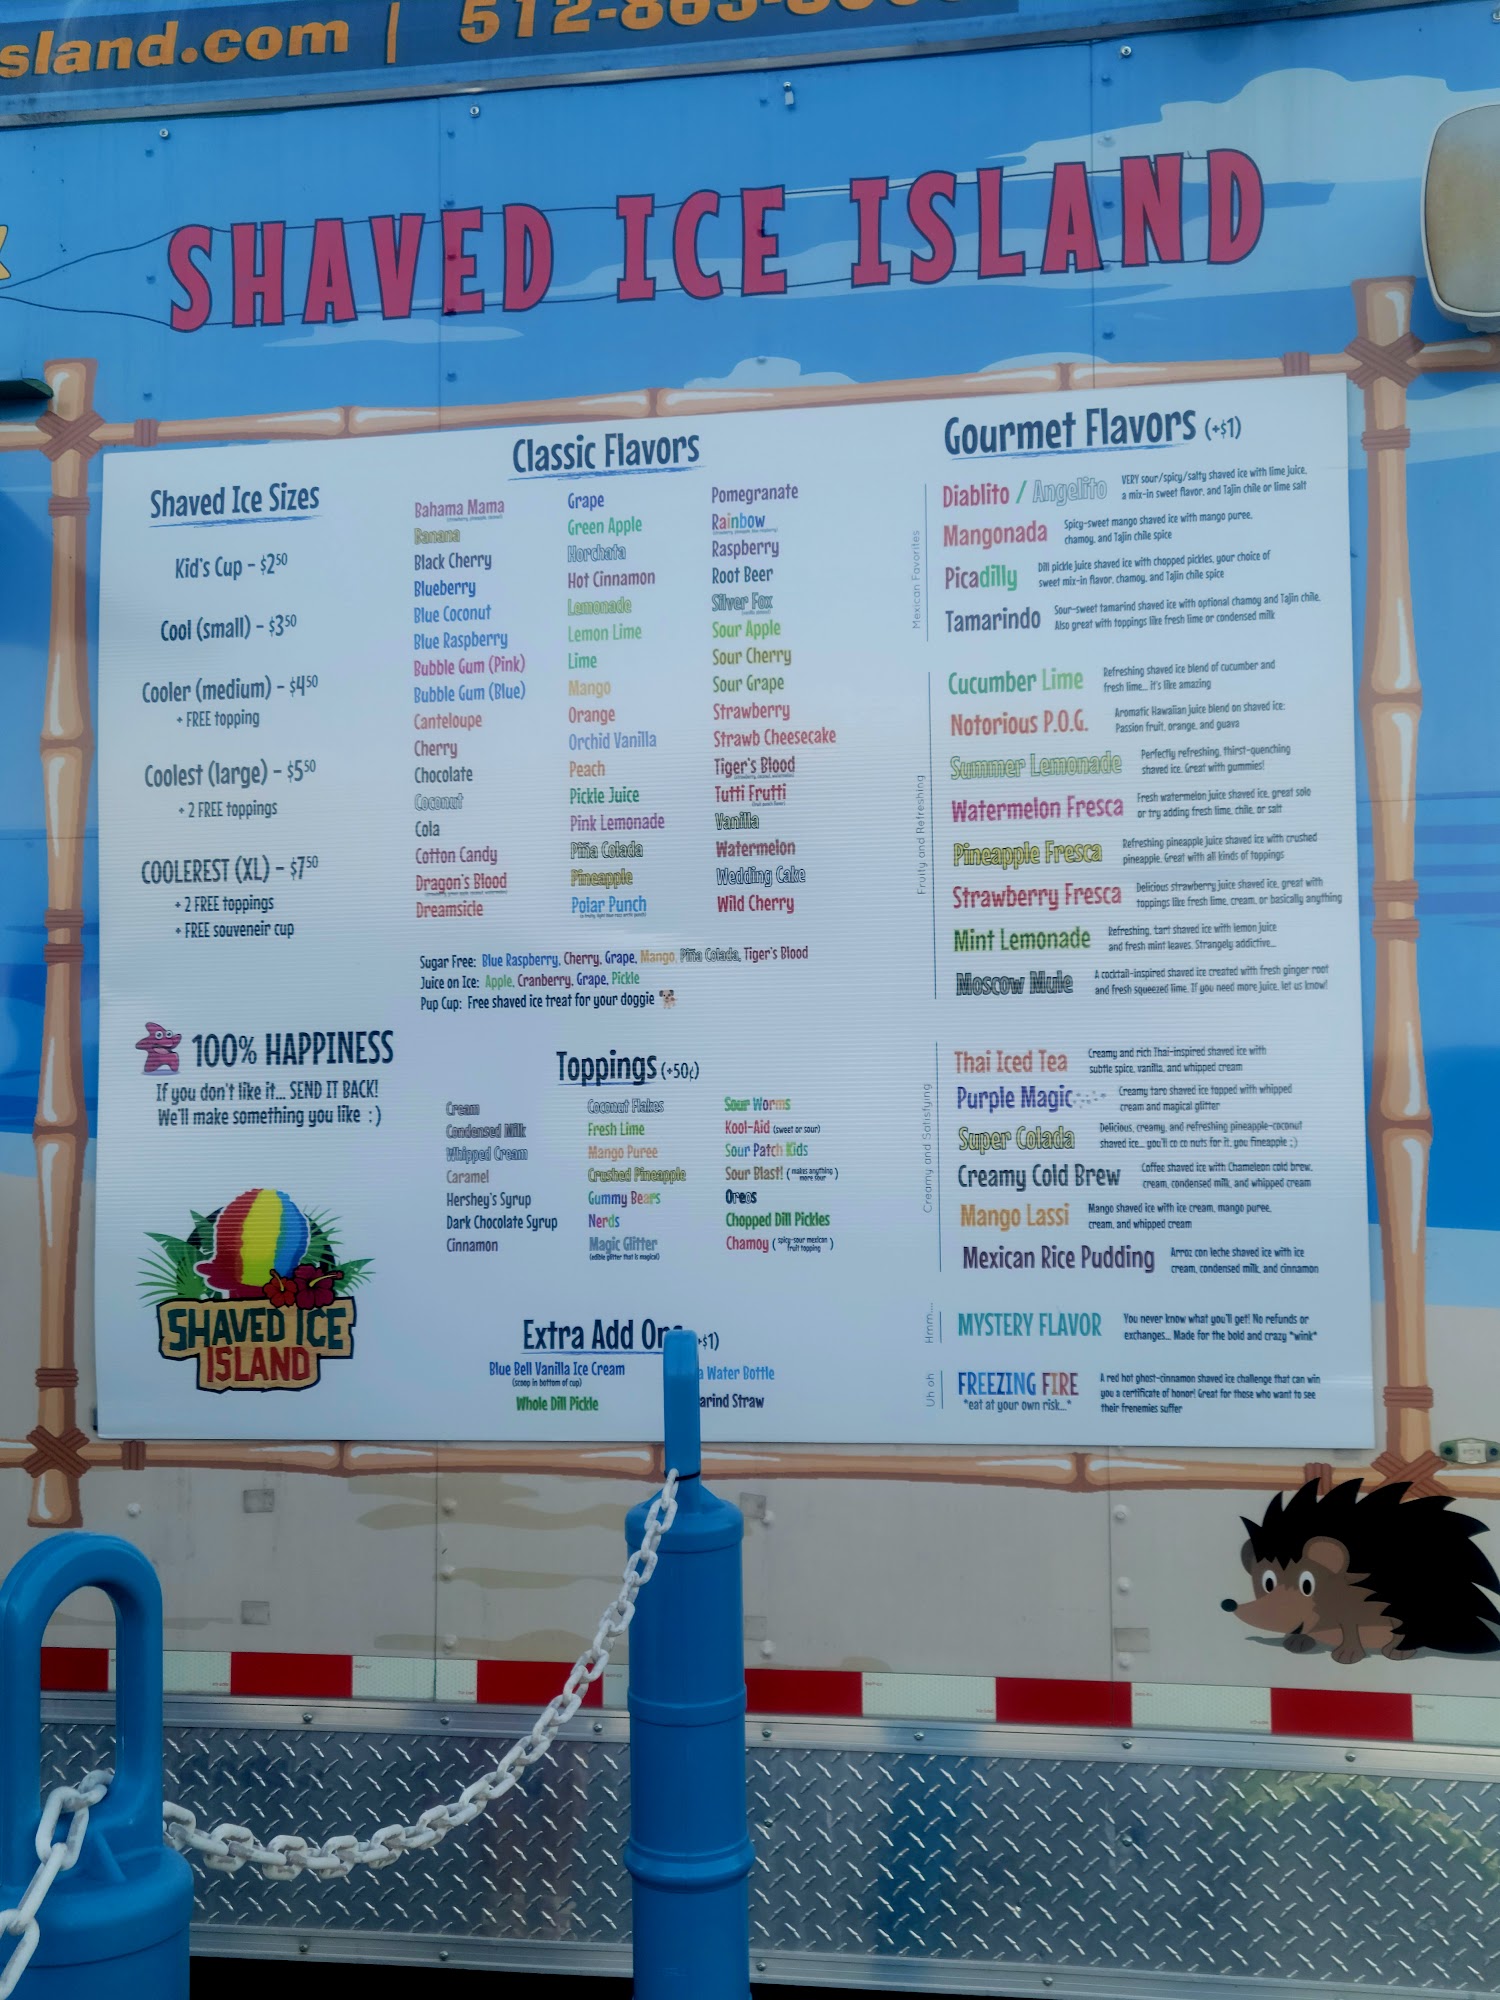 sland.com | 512-863-
SHAVED ICE ISLAND
Shaved Ice Sizes
Kid's Cup - $2⁵⁰
Cool (small) - $3⁵⁰
Cooler (medium) - $4⁵⁰
+ FREE topping
Coolest (large) - $5⁵⁰
+ 2 FREE toppings
COOLEREST (XL) - $7⁵⁰
+ 2 FREE toppings
+ FREE souveneir cup
100% HAPPINESS
If you don't like it... SEND IT BACK!
We'll make something you like :)
SHAVED ICE
ISLAND
Classic Flavors
Bahama Mama
Banana
Black Cherry
Blueberry
Blue Coconut
Blue Raspberry
Bubble Gum (Pink)
Bubble Gum (Blue)
Canteloupe
Cherry
Chocolate
Coconut
Cola
Cotton Candy
Dragon's Blood
Dreamsicle
Grape
Green Apple
Horchata
Hot Cinnamon
Lemonade
Lemon Lime
Lime
Mango
Orange
Orchid Vanilla
Peach
Pickle Juice
Pink Lemonade
Piña Colada
Pineapple
Polar Punch
Pomegranate
Rainbow
Raspberry
Root Beer
Silver Fox
Sour Apple
Sour Cherry
Sour Grape
Strawberry
Strawb Cheesecake
Tiger's Blood
Tutti Frutti
Vanilla
Watermelon
Wedding Cake
Wild Cherry
Sugar Free: Blue Raspberry, Cherry, Grape, Mango, Piña Colada, Tiger's Blood
Juice on Ice: Apple, Cranberry, Grape, Pickle
Pup Cup: Free shaved ice treat for your doggie
Toppings (+50¢)
Cream
Condensed Milk
Whipped Cream
Caramel
Hershey's Syrup
Dark Chocolate Syrup
Cinnamon
Coconut Flakes
Fresh Lime
Mango Puree
Crushed Pineapple
Gummy Bears
Nerds
Magic Glitter
(edible glitter that is magical)
Sour Worms
Kool-Aid (sweet or sour)
Sour Patch Kids
Sour Blast! (makes anything
more sour)
Oreos
Chopped Dill Pickles
Chamoy (spicy-sour mexican
fruit topping)
Extra Add On +$1)
Blue Bell Vanilla Ice Cream
(scoop in bottom of cup)
Whole Dill Pickle
a Water Bottle
arind Straw
Gourmet Flavors (+$1)
Mexican Favorites
Diablito / Angelito
VERY sour/spicy/salty shaved ice with lime juice,
a mix-in sweet flavor, and Tajin chile or lime salt
Mangonada
Spicy-sweet mango shaved ice with mango puree,
chamoy, and Tajin chile spice
Picadilly
Dill pickle juice shaved ice with chopped pickles, your choice of
sweet mix-in flavor, chamoy, and Tajin chile spice
Tamarindo
Sour-sweet tamarind shaved ice with optional chamoy and Tajin chile.
Also great with toppings like fresh lime or condensed milk
Fruity and Refreshing
Cucumber Lime
Refreshing shaved ice blend of cucumber and
fresh lime... it's like amazing
Notorious P.O.G.
Aromatic Hawaiian juice blend on shaved ice:
Passion fruit, orange, and guava
Summer Lemonade
Perfectly refreshing, thirst-quenching
shaved ice. Great with gummies!
Watermelon Fresca
Fresh watermelon juice shaved ice, great solo
or try adding fresh lime, chile, or salt
Pineapple Fresca
Refreshing pineapple juice shaved ice with crushed
pineapple. Great with all kinds of toppings
Strawberry Fresca
Delicious strawberry juice shaved ice, great with
toppings like fresh lime, cream, or basically anything
Mint Lemonade
Refreshing, tart shaved ice with lemon juice
and fresh mint leaves. Strangely addictive...
Moscow Mule
A cocktail-inspired shaved ice created with fresh ginger root
and fresh squeezed lime. If you need more juice, let us know!
Creamy and Satisfying
Thai Iced Tea
Creamy and rich Thai-inspired shaved ice with
subtle spice, vanilla, and whipped cream
Purple Magic
Creamy taro shaved ice topped with whipped
cream and magical glitter
Super Colada
Delicious, creamy, and refreshing pineapple-coconut
shaved ice... you'll co co nuts for it, you fineapple ;)
Creamy Cold Brew
Coffee shaved ice with Chameleon cold brew,
cream, condensed milk, and whipped cream
Mango Lassi
Mango shaved ice with ice cream, mango puree,
cream, and whipped cream
Mexican Rice Pudding
Arroz con leche shaved ice with ice
cream, condensed milk, and cinnamon
Hmm...
MYSTERY FLAVOR
You never know what you'll get! No refunds or
exchanges... Made for the bold and crazy *wink*
Uh oh
FREEZING FIRE
*eat at your own risk...*
A red hot ghost-cinnamon shaved ice challenge that can win
you a certificate of honor! Great for those who want to see
their frenemies suffer